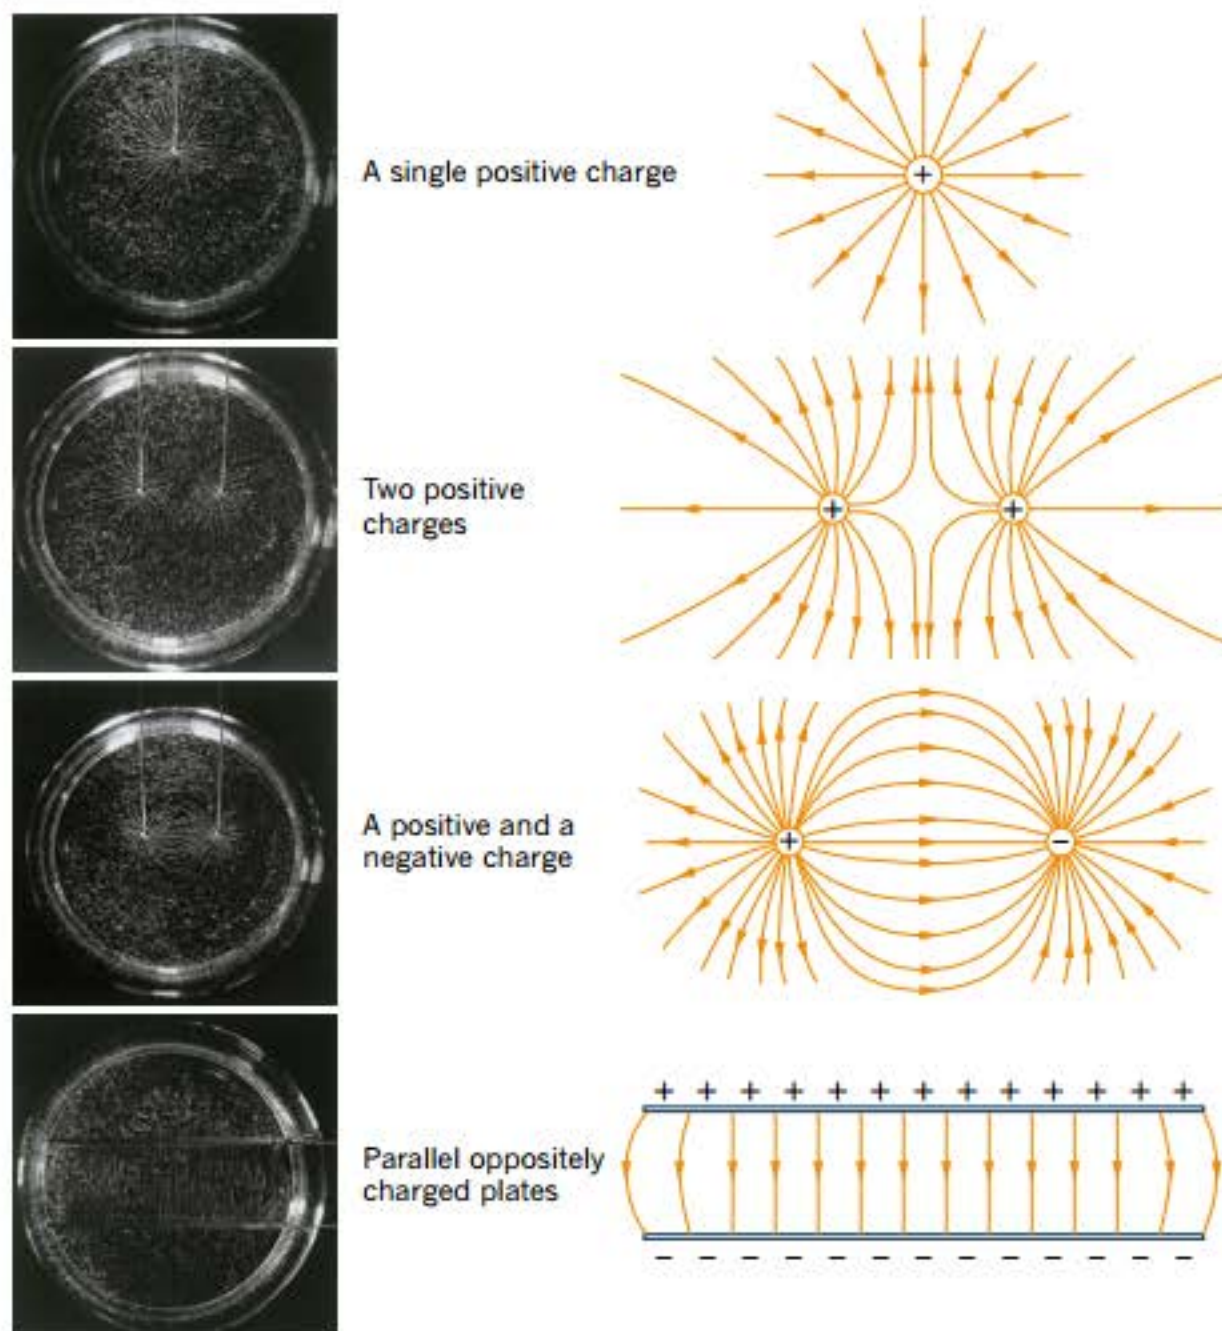 A single positive charge
+
Two positive
charges
+ +
A positive and a
negative charge
+ −
+ + + + + + + + + + + + +
Parallel oppositely
charged plates
− − − − − − − − − − − − −